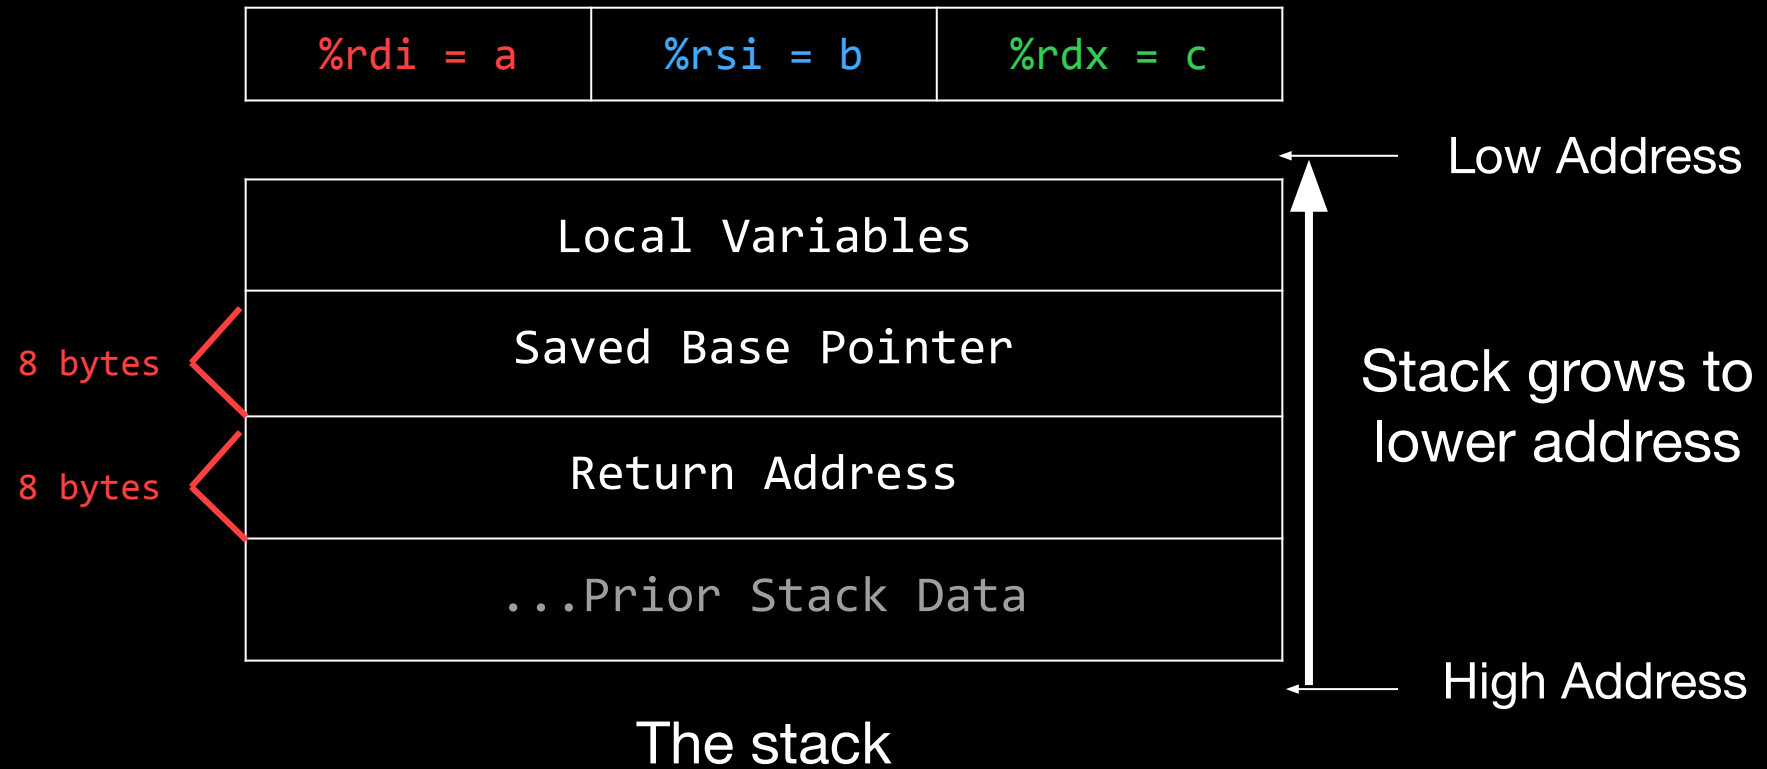 %rdi = a
%rsi = b
%rdx = c
Low Address
Local Variables
8 bytes
Saved Base Pointer
Stack grows to
lower address
8 bytes
Return Address
...Prior Stack Data
High Address
The stack